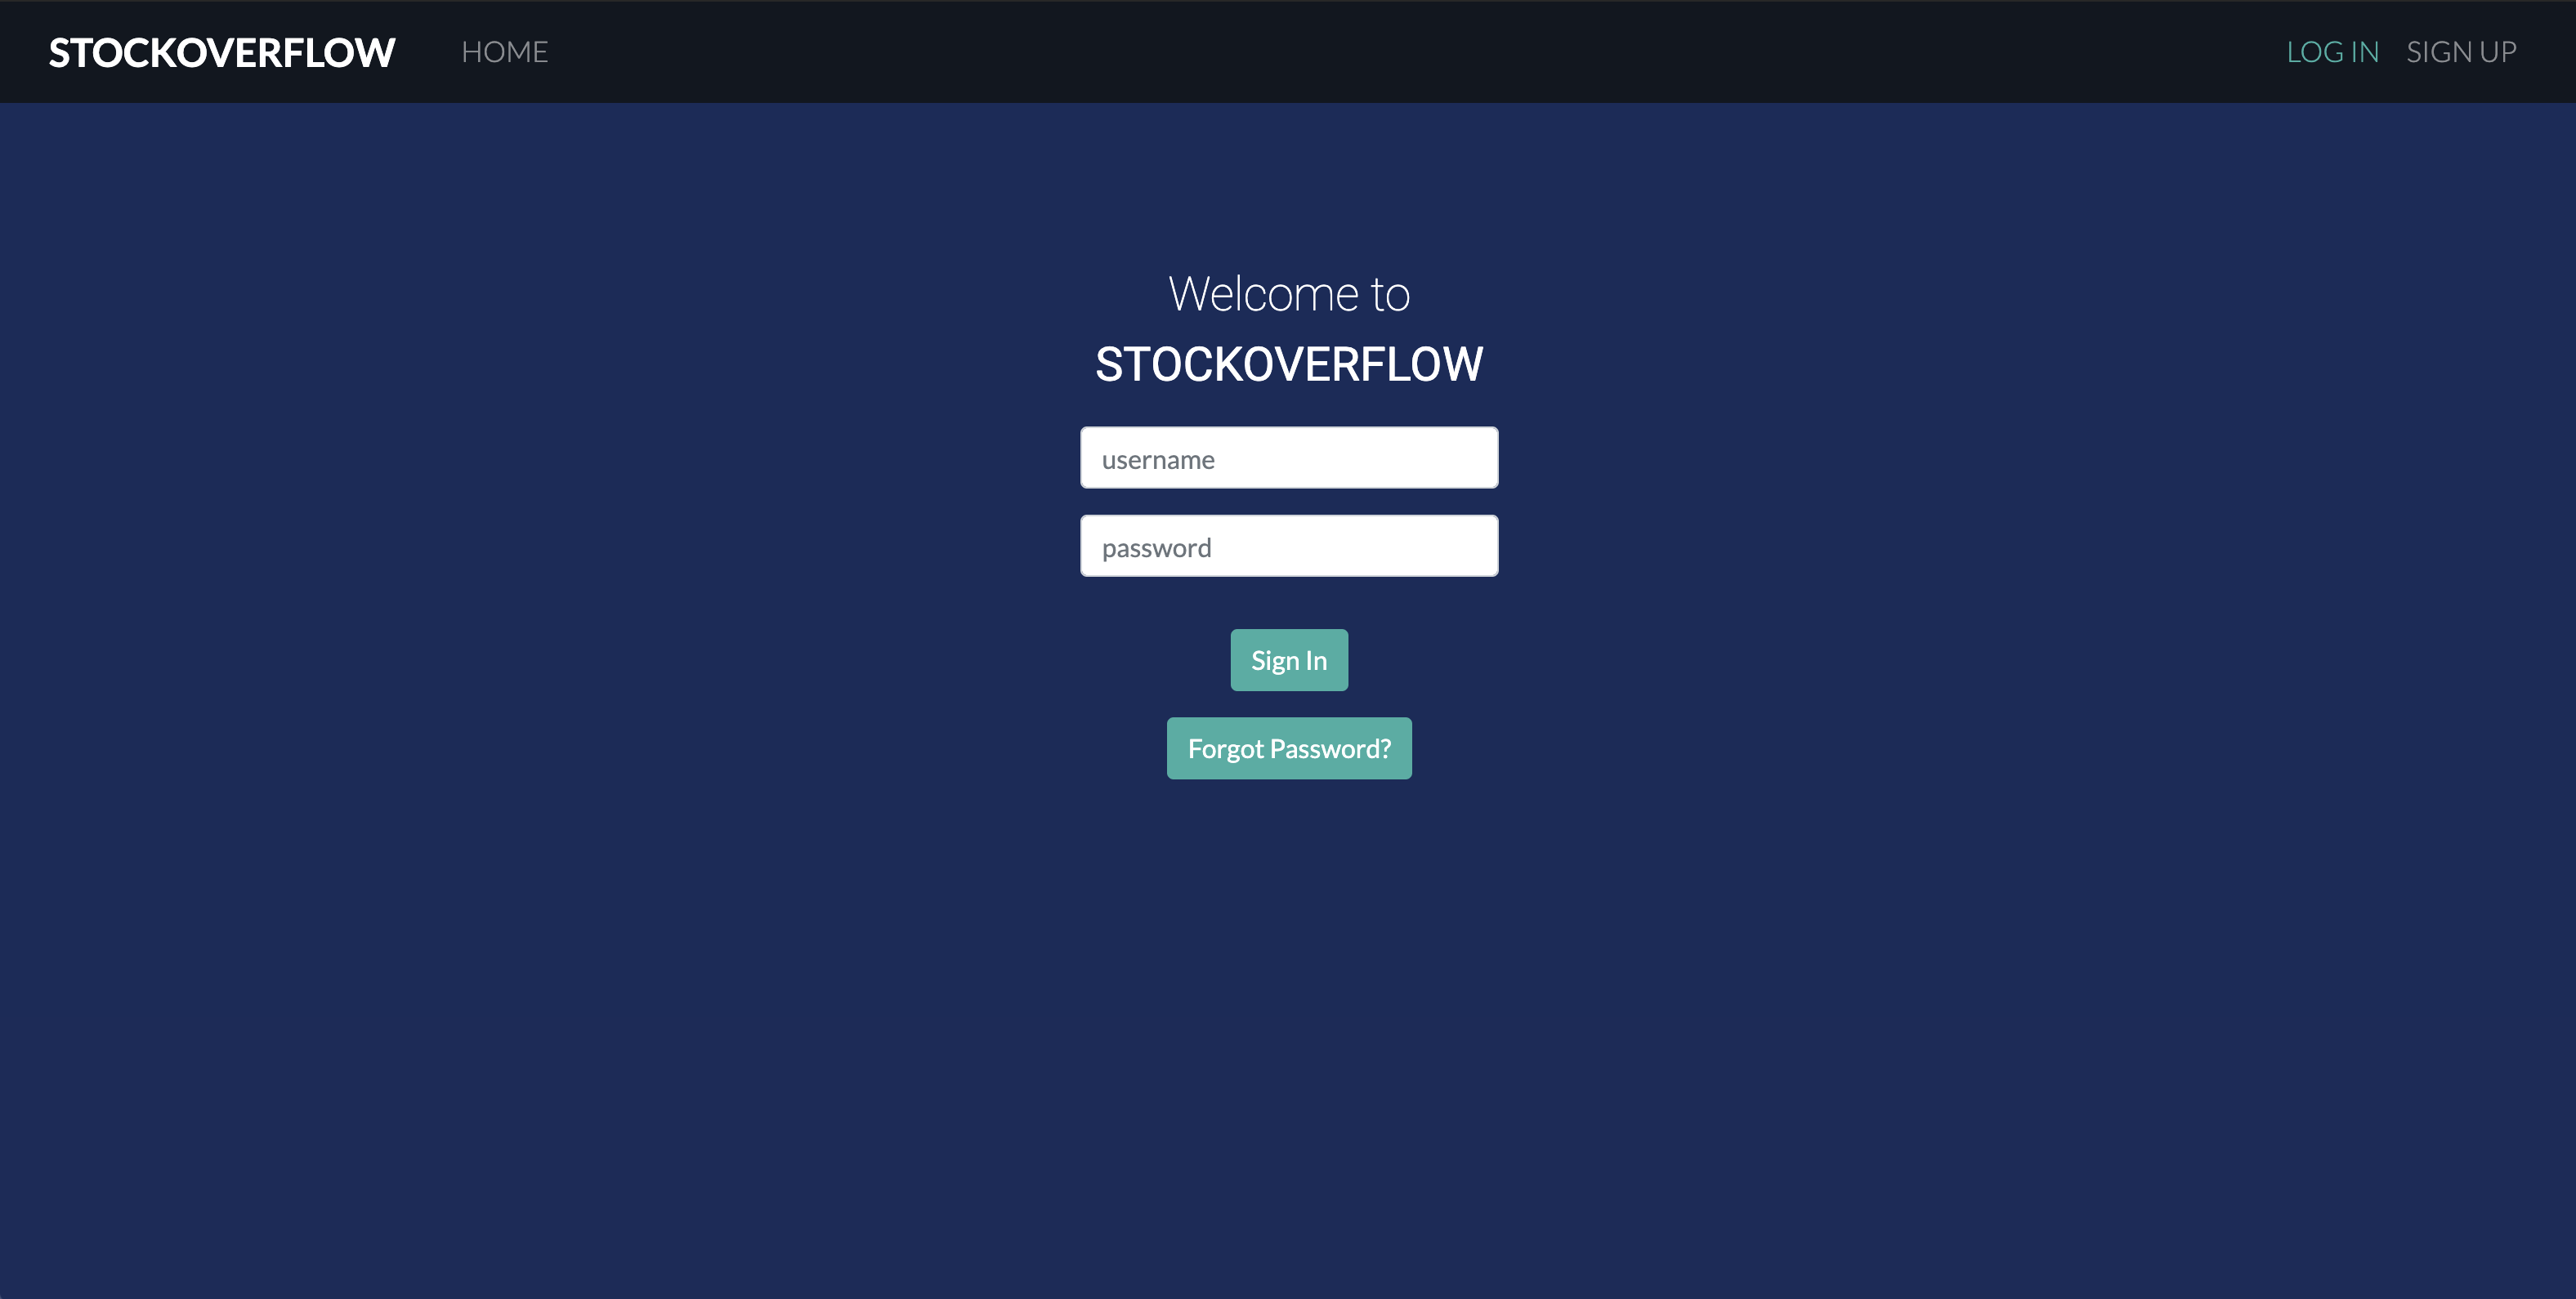 STOCKOVERFLOW HOME LOG IN SIGN UP
Welcome to
STOCKOVERFLOW
username
password
Sign In
Forgot Password?